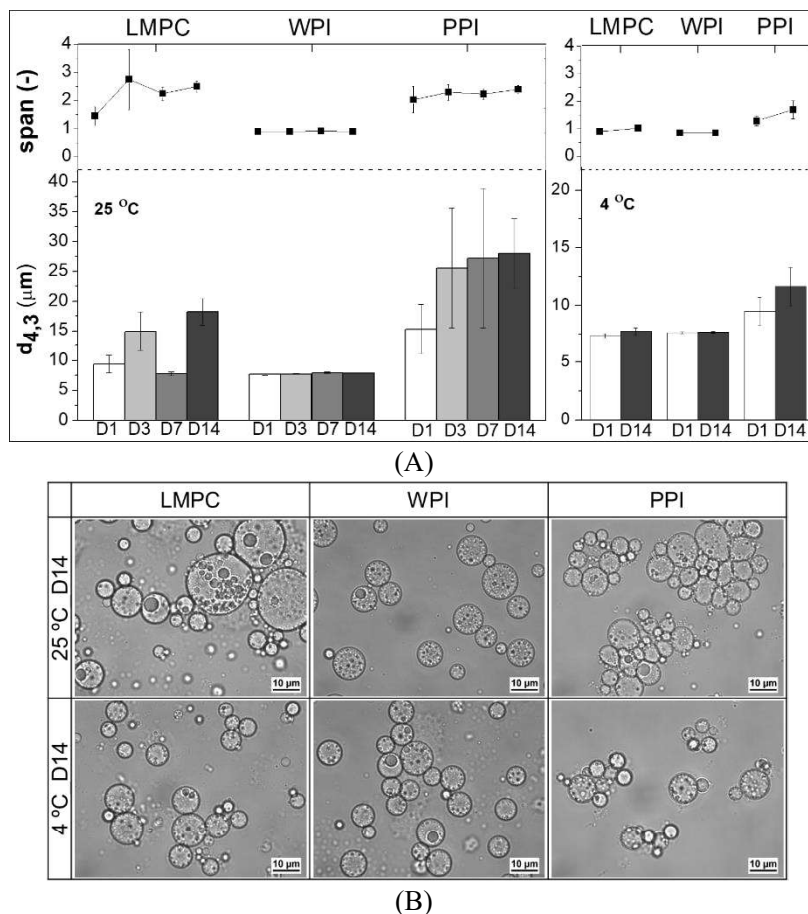 LMPC WPI PPI LMPC WPI PPI
span (-)
4 4
3 3
2 2
1 1
0 0
25 °C 4 °C
d4,3 (μm)
40
35
30
25
20
15
10
5
0
20
15
10
5
0
D1 D3 D7 D14 D1 D3 D7 D14 D1 D3 D7 D14 D1 D14 D1 D14 D1 D14
(A)
LMPC WPI PPI
25 °C D14
10 μm 10 μm 10 μm
4 °C D14
10 μm 10 μm 10 μm
(B)